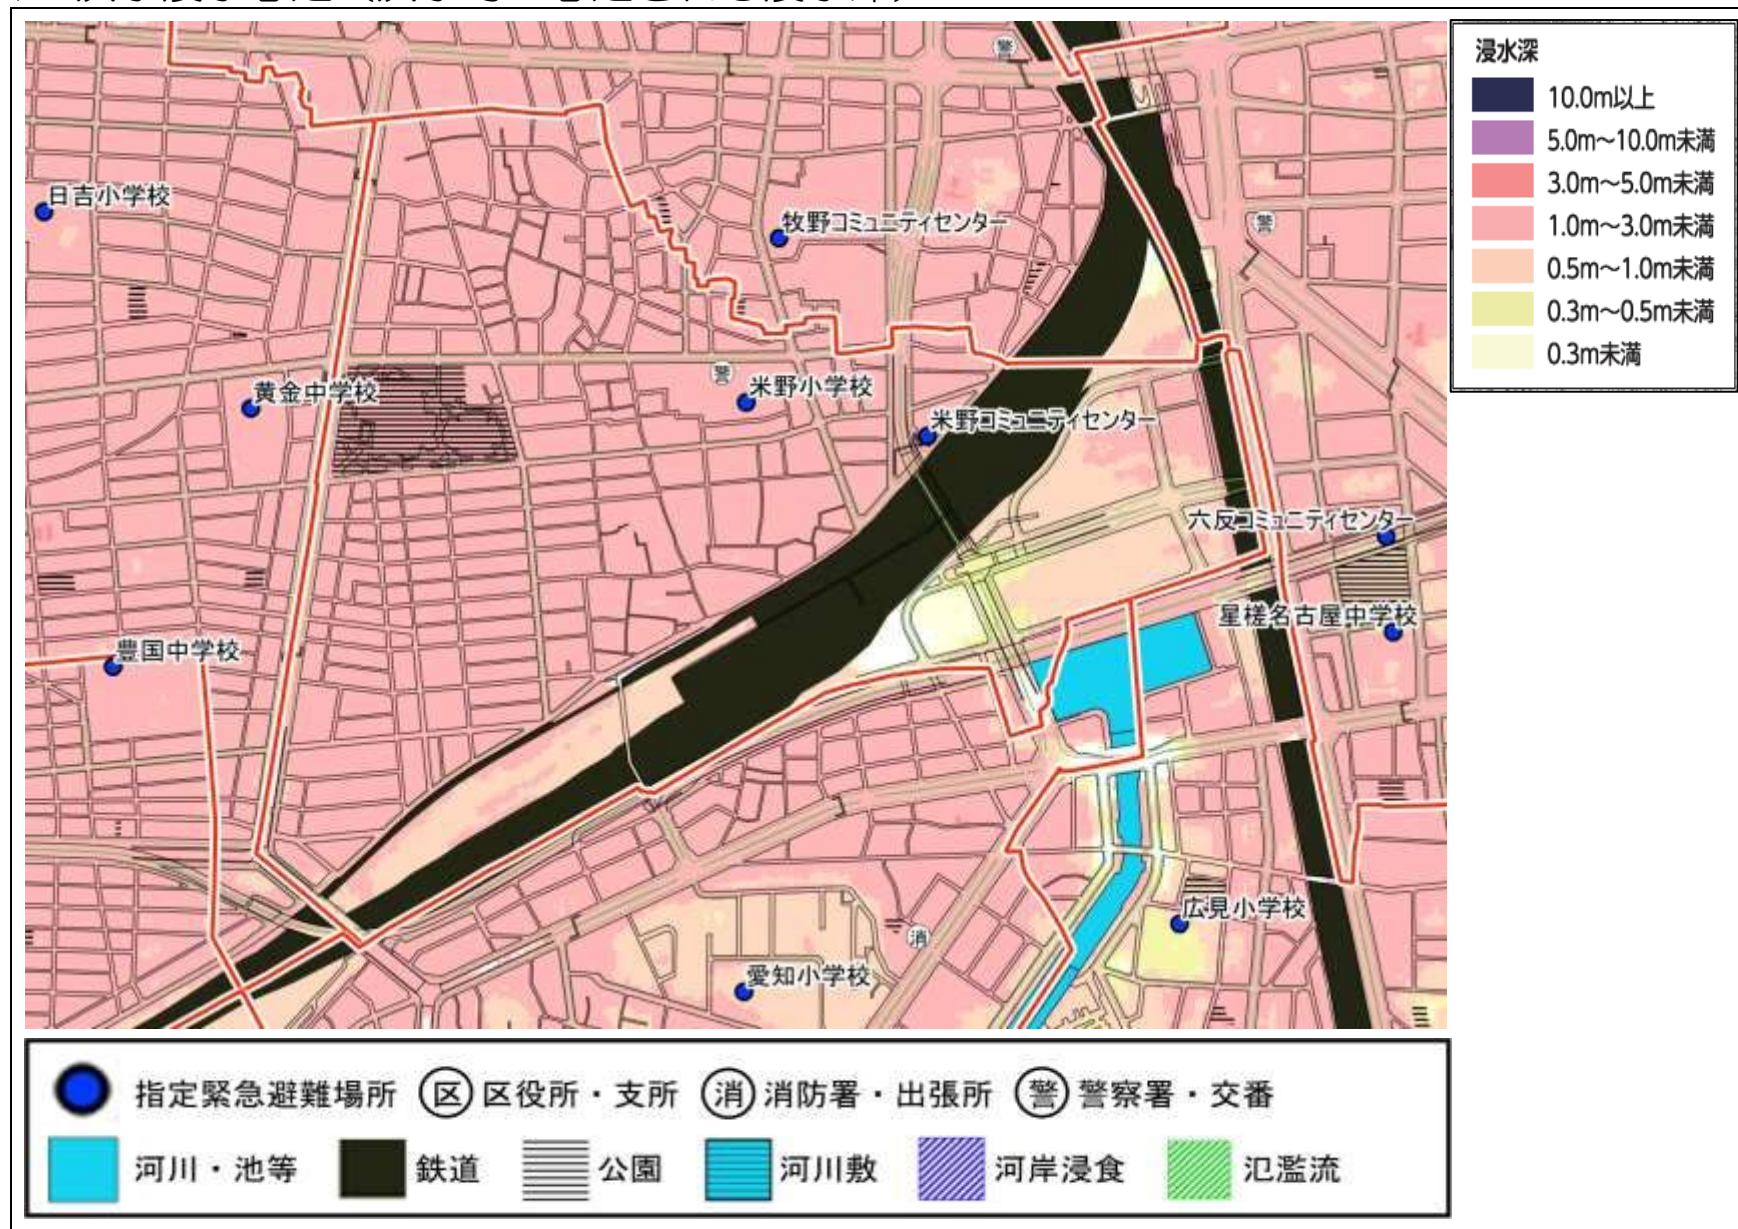 浸水深
10.0m以上
5.0m～10.0m未満
3.0m～5.0m未満
1.0m～3.0m未満
0.5m～1.0m未満
0.3m～0.5m未満
0.3m未満
警
日吉小学校
牧野コミュニティセンター
警
警
黄金中学校
米野小学校
米野コミュニティセンター
六反コミュニティセンター
星槎名古屋中学校
豊国中学校
広見小学校
消
愛知小学校
指定緊急避難場所 区 区役所・支所 消 消防署・出張所 警 警察署・交番
河川・池等 鉄道 公園 河川敷 河岸浸食 氾濫流